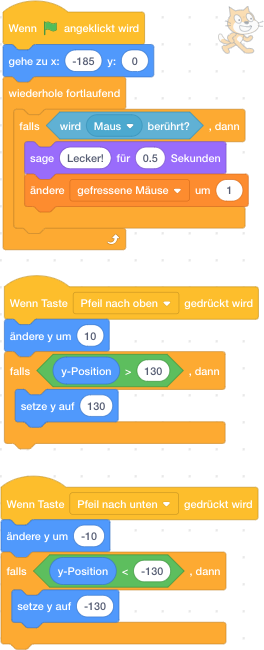 Wenn angeklickt wird
gehe zu x: -185 y: 0
wiederhole fortlaufend
falls wird Maus berührt? , dann
sage Lecker! für 0.5 Sekunden
ändere gefressene Mäuse um 1
Wenn Taste Pfeil nach oben gedrückt wird
ändere y um 10
falls y-Position > 130 , dann
setze y auf 130
Wenn Taste Pfeil nach unten gedrückt wird
ändere y um -10
falls y-Position < -130 , dann
setze y auf -130